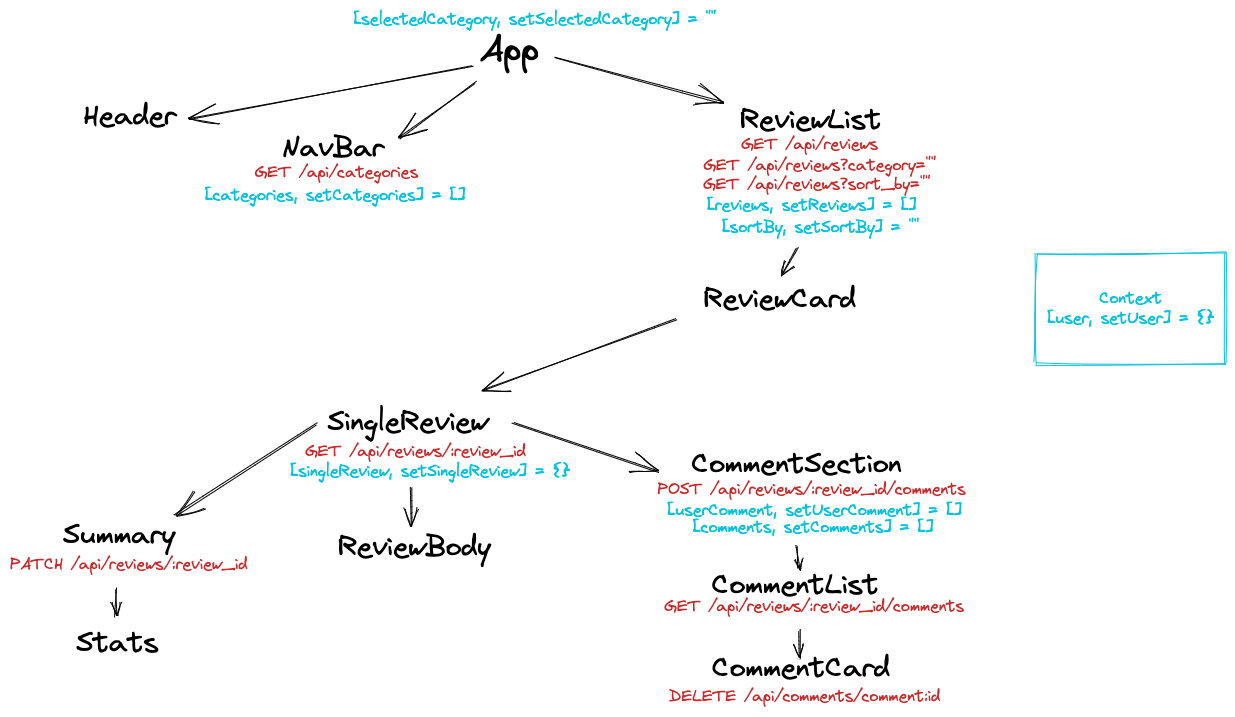 [selectedCategory, setSelectedCategory] = ""
App
Header
NavBar
GET /api/categories
[categories, setCategories] = []
ReviewList
GET /api/reviews
GET /api/reviews?category=""
GET /api/reviews?sort_by=""
[reviews, setReviews] = []
[sortBy, setSortBy] = ""
ReviewCard
Context
[user, setUser] = {}
SingleReview
GET /api/reviews/:review_id
[singleReview, setSingleReview] = {}
Summary
PATCH /api/reviews/:review_id
Stats
ReviewBody
CommentSection
POST /api/reviews/:review_id/comments
[userComment, setUserComment] = []
[comments, setComments] = []
CommentList
GET /api/reviews/:review_id/comments
CommentCard
DELETE /api/comments/comment:id